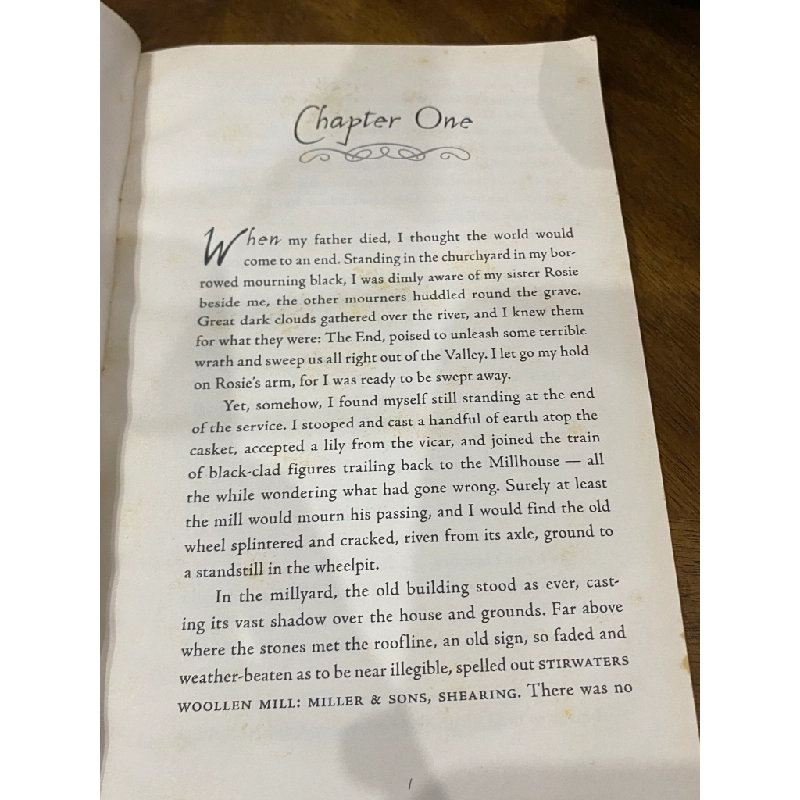 Chapter One
When my father died, I thought the world would
come to an end. Standing in the churchyard in my bor-
rowed mourning black, I was dimly aware of my sister Rosie
beside me, the other mourners huddled round the grave.
Great dark clouds gathered over the river, and I knew them
for what they were: The End, poised to unleash some terrible
wrath and sweep us all right out of the Valley. I let go my hold
on Rosie's arm, for I was ready to be swept away.
Yet, somehow, I found myself still standing at the end
of the service. I stooped and cast a handful of earth atop the
casket, accepted a lily from the vicar, and joined the train
of black-clad figures trailing back to the Millhouse — all
the while wondering what had gone wrong. Surely at least
the mill would mourn his passing, and I would find the old
wheel splintered and cracked, riven from its axle, ground to
a standstill in the wheelpit.
In the millyard, the old building stood as ever, cast-
ing its vast shadow over the house and grounds. Far above
where the stones met the roofline, an old sign, so faded and
weather-beaten as to be near illegible, spelled out STIRWATERS
WOOLLEN MILL: MILLER & SONS, SHEARING. There was no
1